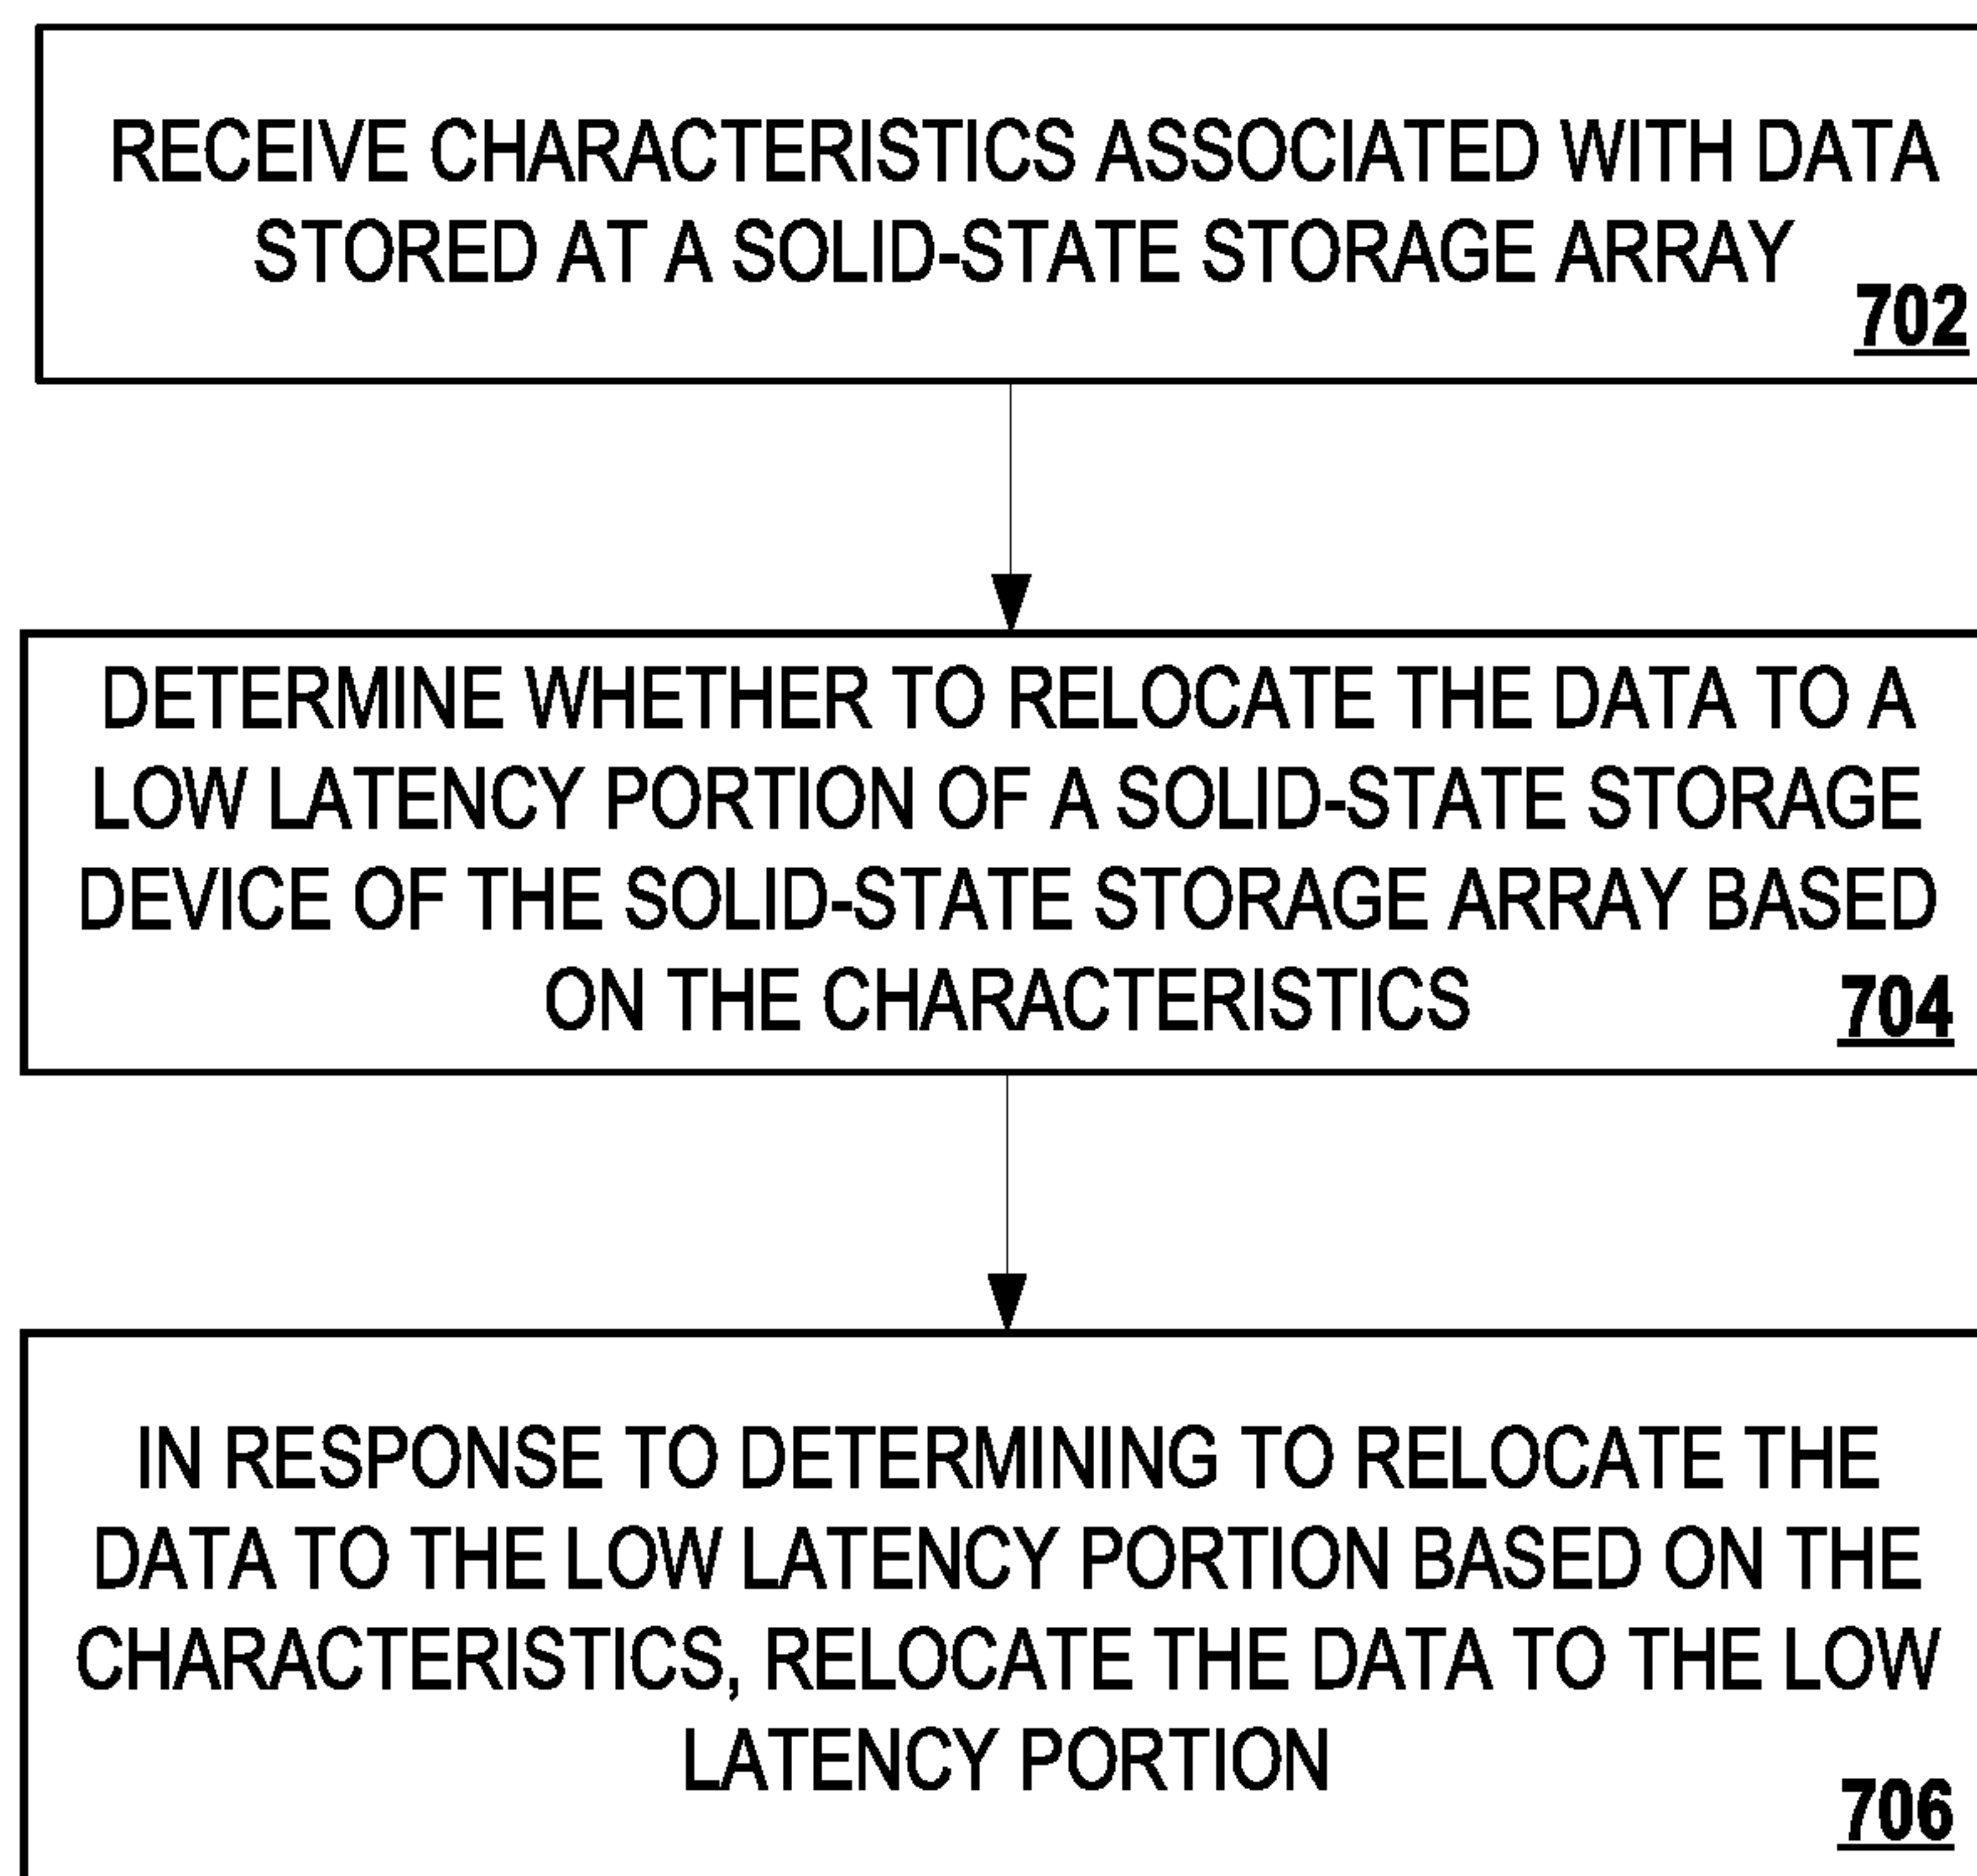 RECEIVE CHARACTERISTICS ASSOCIATED WITH DATA
STORED AT A SOLID-STATE STORAGE ARRAY
702
DETERMINE WHETHER TO RELOCATE THE DATA TO A
LOW LATENCY PORTION OF A SOLID-STATE STORAGE
DEVICE OF THE SOLID-STATE STORAGE ARRAY BASED
ON THE CHARACTERISTICS
704
IN RESPONSE TO DETERMINING TO RELOCATE THE
DATA TO THE LOW LATENCY PORTION BASED ON THE
CHARACTERISTICS, RELOCATE THE DATA TO THE LOW
LATENCY PORTION
706